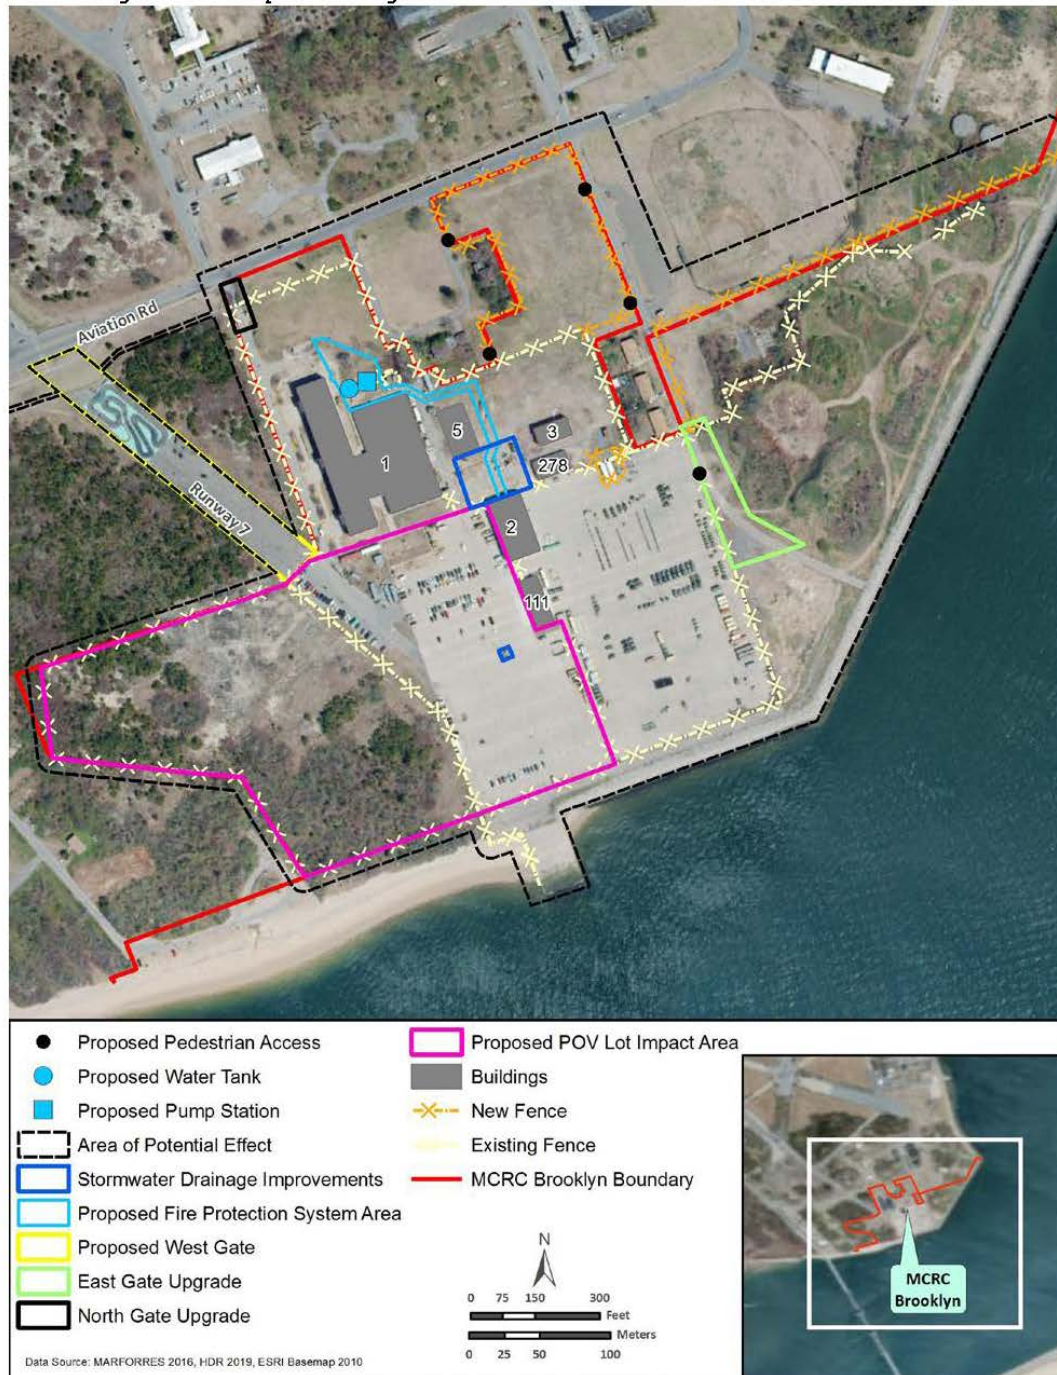 Aviation Rd
Runway 7
1
5
3
278
2
111
Proposed Pedestrian Access
Proposed Water Tank
Proposed Pump Station
Area of Potential Effect
Stormwater Drainage Improvements
Proposed Fire Protection System Area
Proposed West Gate
East Gate Upgrade
North Gate Upgrade
Proposed POV Lot Impact Area
Buildings
New Fence
Existing Fence
MCRC Brooklyn Boundary
N
0 75 150 300
Feet
Meters
0 25 50 100
MCRC
Brooklyn
Data Source: MARFORRES 2016, HDR 2019, ESRI Basemap 2010